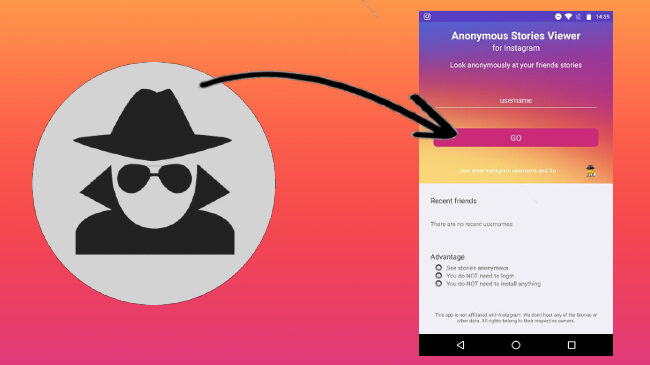 14:59
Anonymous Stories Viewer
for Instagram
Look anonymously at your friends stories
username
GO
Just enter Instagram username and Go
Recent friends
There are no recent usernames
Advantage
See stories anonymous
You do NOT need to login
You do NOT need to install anything
This app is not affiliated with Instagram. We dont host any of the Stories or
other data. All rights belong to their respective owners.